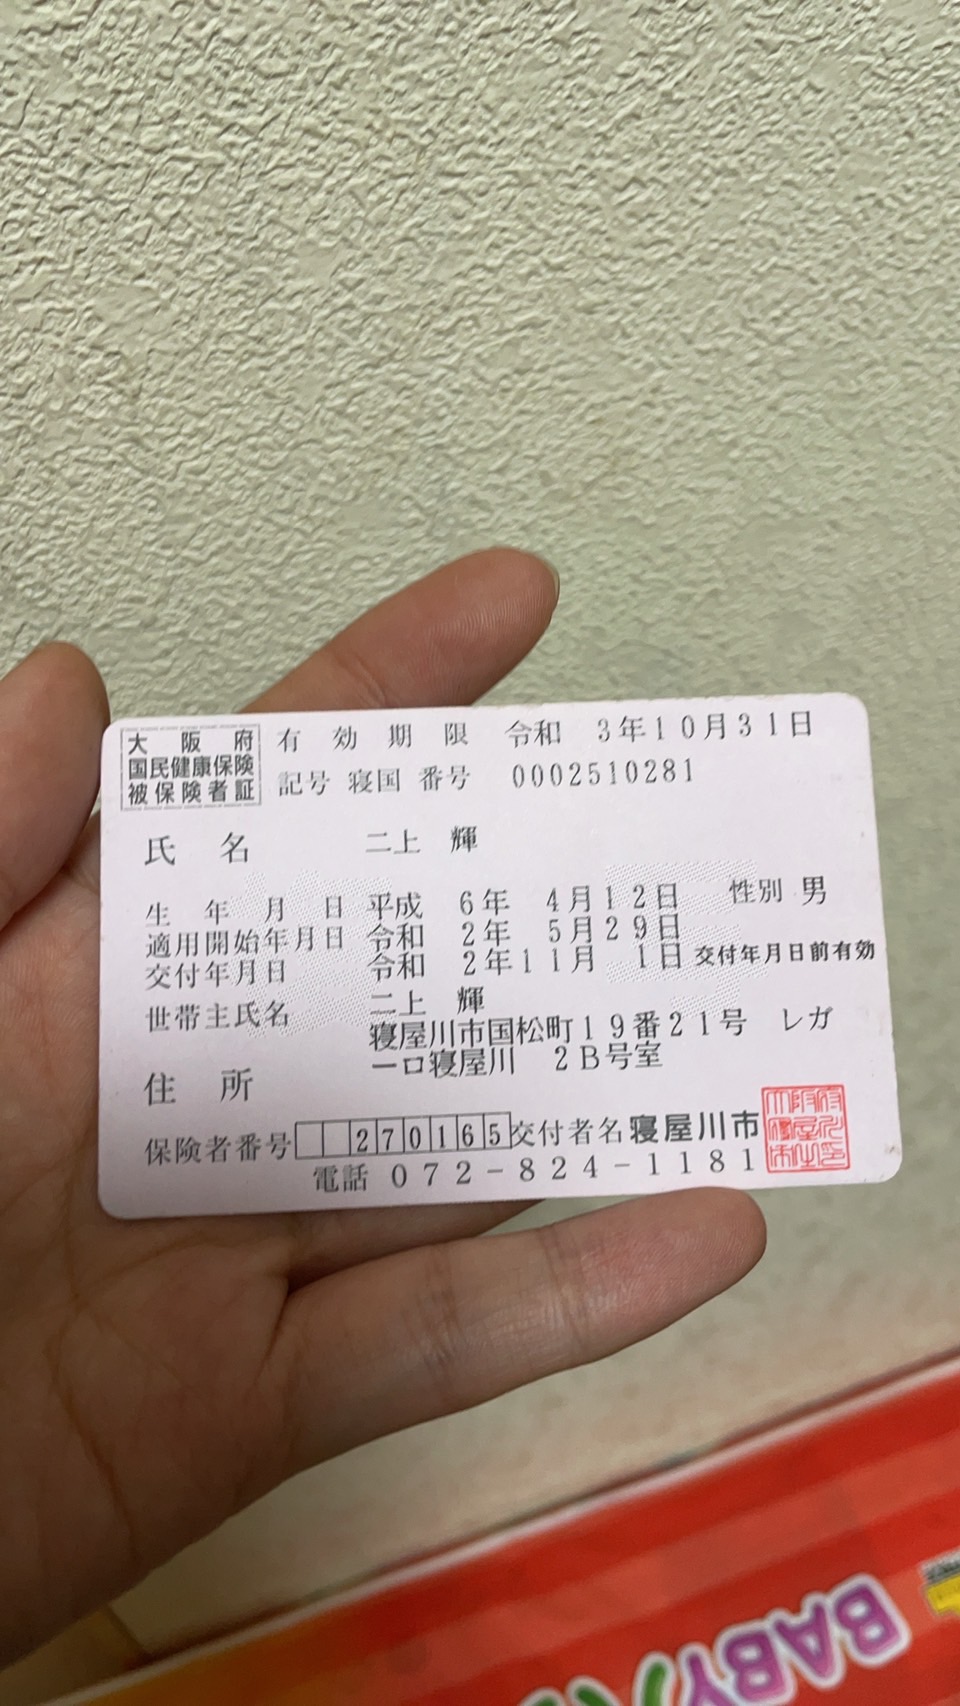 大阪府
国民健康保険
被保険者証
有効期限 令和 3年10月31日
記号 寝国 番号 0002510281
氏名 二上 輝
生年月日 平成 6年 4月12日 性別 男
適用開始年月日 令和 2年 5月29日
交付年月日 令和 2年11月 1日 交付年月日前有効
世帯主氏名 二上 輝
住所 寝屋川市国松町19番21号 レガ
ーロ寝屋川 2B号室
保険者番号 270165 交付者名 寝屋川市
電話 072-824-1181
BABY